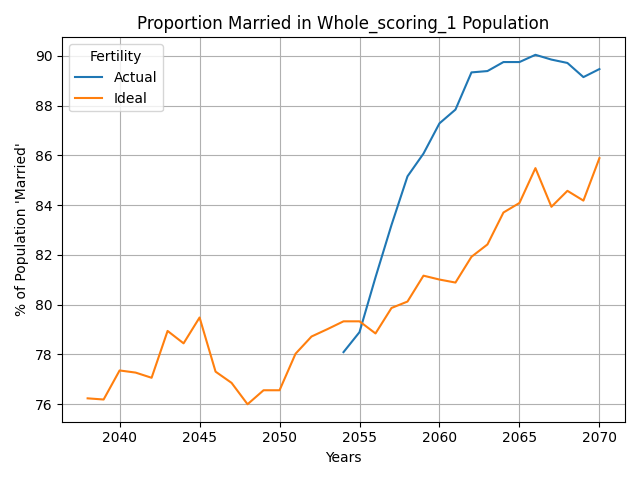 Proportion Married in Whole_scoring_1 Population
Fertility
Actual
Ideal
% of Population 'Married'
90
88
86
84
82
80
78
76
2040
2045
2050
2055
2060
2065
2070
Years